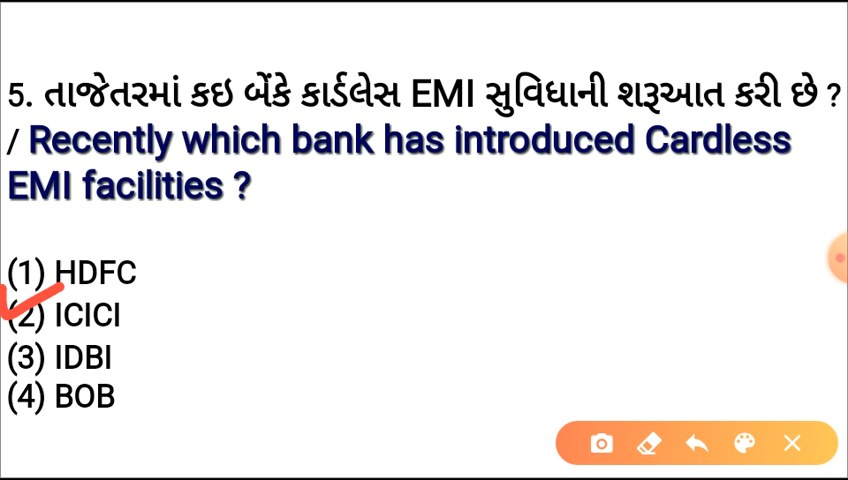 5. તાજેતરમાં કઇ બેંકે કાર્ડલેસ EMI સુવિધાની શરૂઆત કરી છે ?
/ Recently which bank has introduced Cardless
EMI facilities ?
(1) HDFC
(2) ICICI
(3) IDBI
(4) BOB